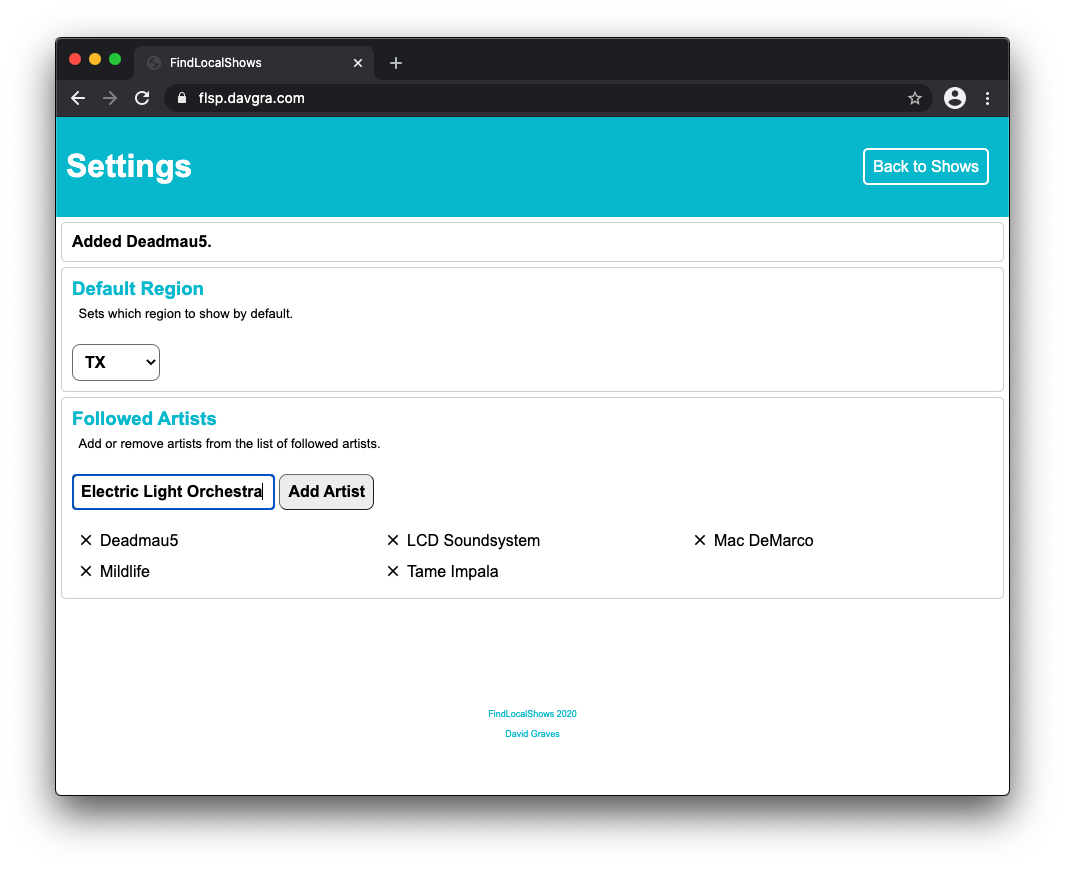 FindLocalShows
flsp.davgra.com
Settings
Back to Shows
Added Deadmau5.
Default Region
Sets which region to show by default.
TX
Followed Artists
Add or remove artists from the list of followed artists.
Electric Light Orchestra
Add Artist
Deadmau5
LCD Soundsystem
Mac DeMarco
Mildlife
Tame Impala
FindLocalShows 2020
David Graves